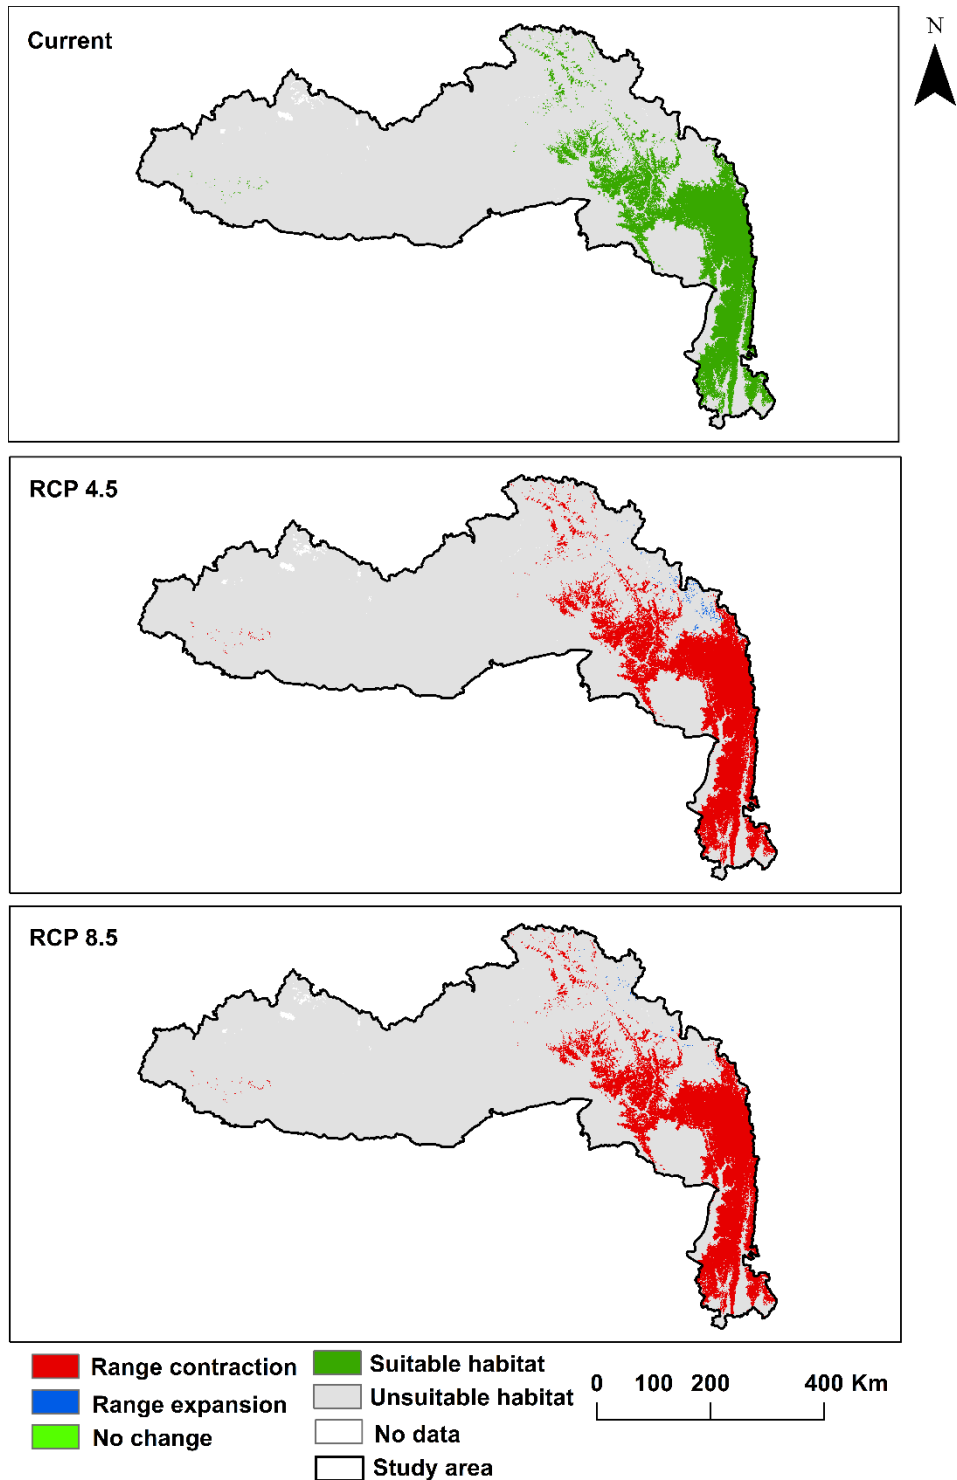 Current
N
RCP 4.5
RCP 8.5
Range contraction
Range expansion
No change
Suitable habitat
Unsuitable habitat
No data
Study area
0 100 200 400 Km